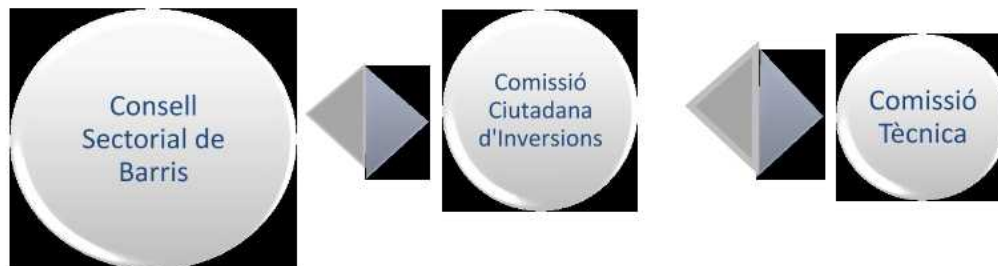 Consell
Sectorial de
Barris
Comissió
Ciutadana
d'Inversions
Comissió
Tècnica